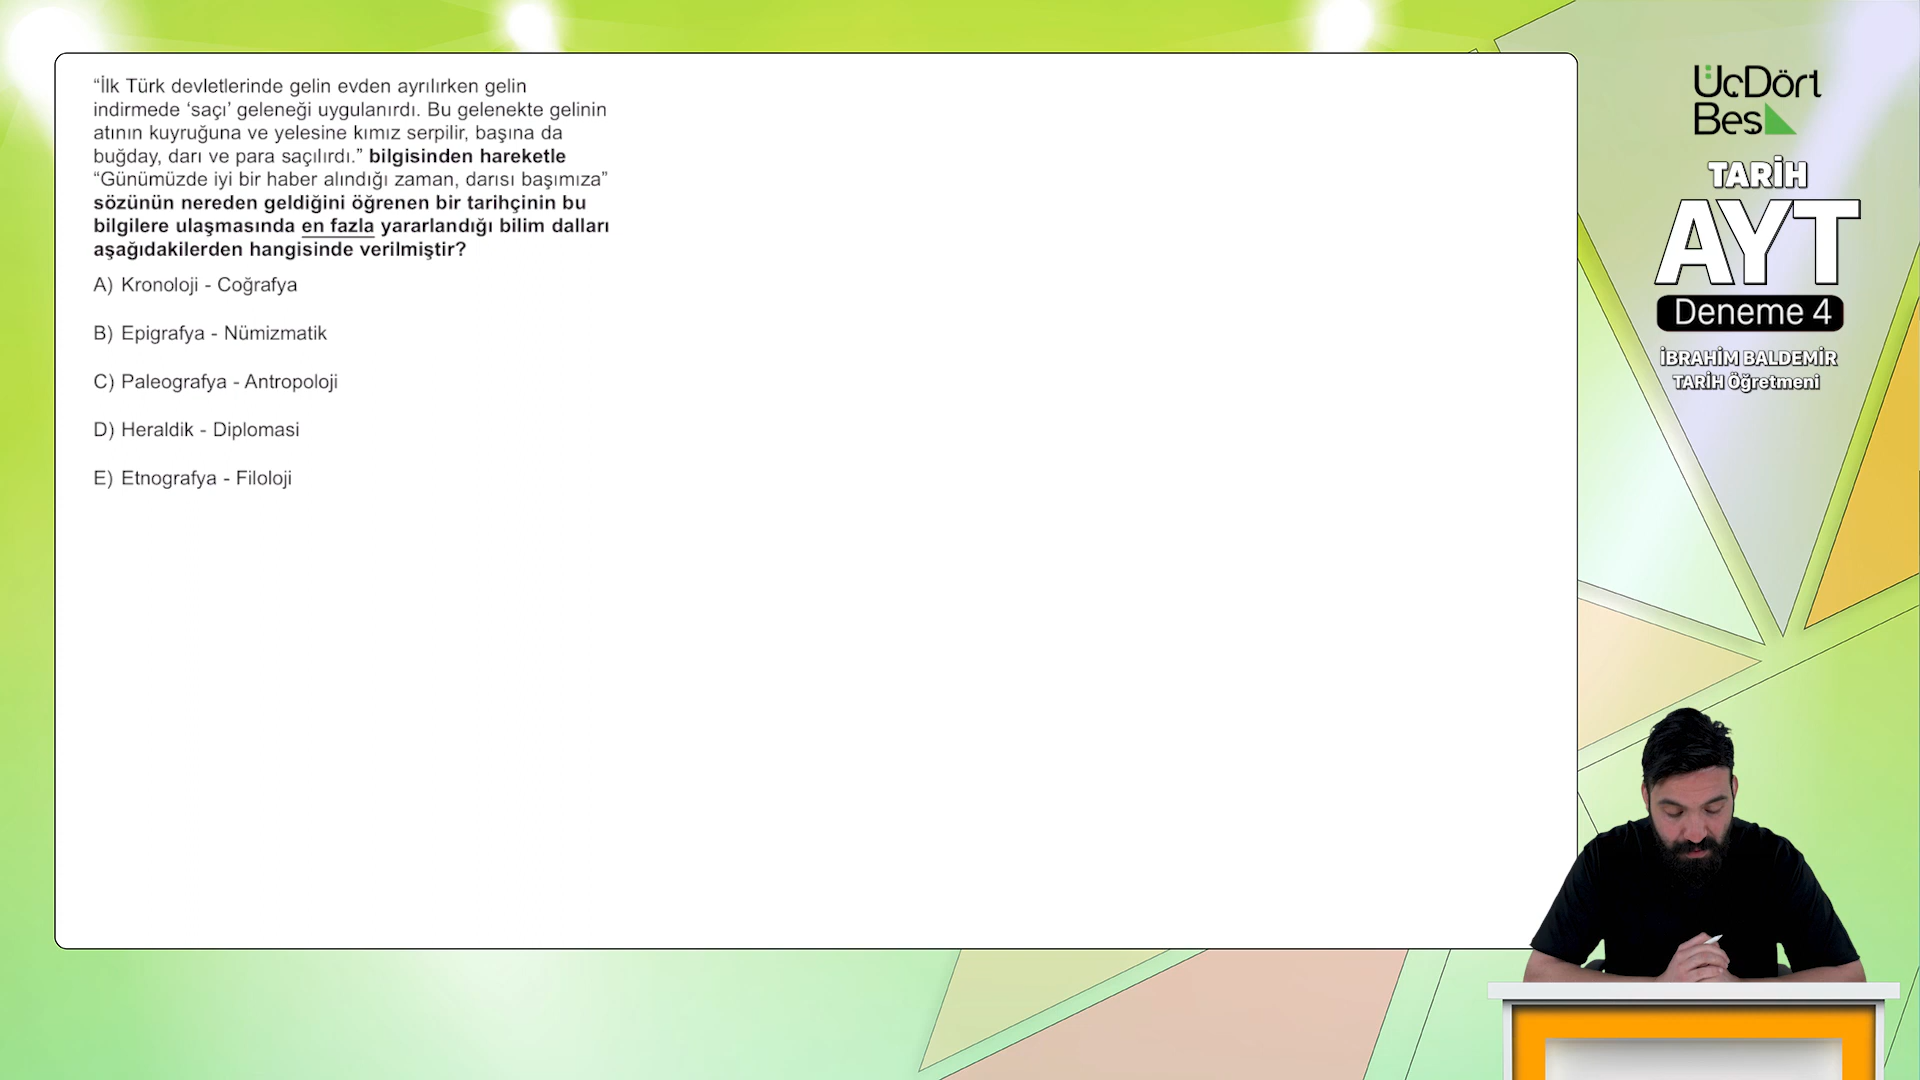 “İlk Türk devletlerinde gelin evden ayrılırken gelin
indirmede ‘saçı’ geleneği uygulanırdı. Bu gelenekte gelinin
atının kuyruğuna ve yelesine kımız serpilir, başına da
buğday, darı ve para saçılırdı.” bilgisinden hareketle
“Günümüzde iyi bir haber alındığı zaman, darısı başımıza”
sözünün nereden geldiğini öğrenen bir tarihçinin bu
bilgilere ulaşmasında en fazla yararlandığı bilim dalları
aşağıdakilerden hangisinde verilmiştir?
A) Kronoloji - Coğrafya
B) Epigrafya - Nümizmatik
C) Paleografya - Antropoloji
D) Heraldik - Diplomasi
E) Etnografya - Filoloji
ÜçDört
Beş
TARİH
AYT
Deneme 4
İBRAHİM BALDEMİR
TARİH Öğretmeni